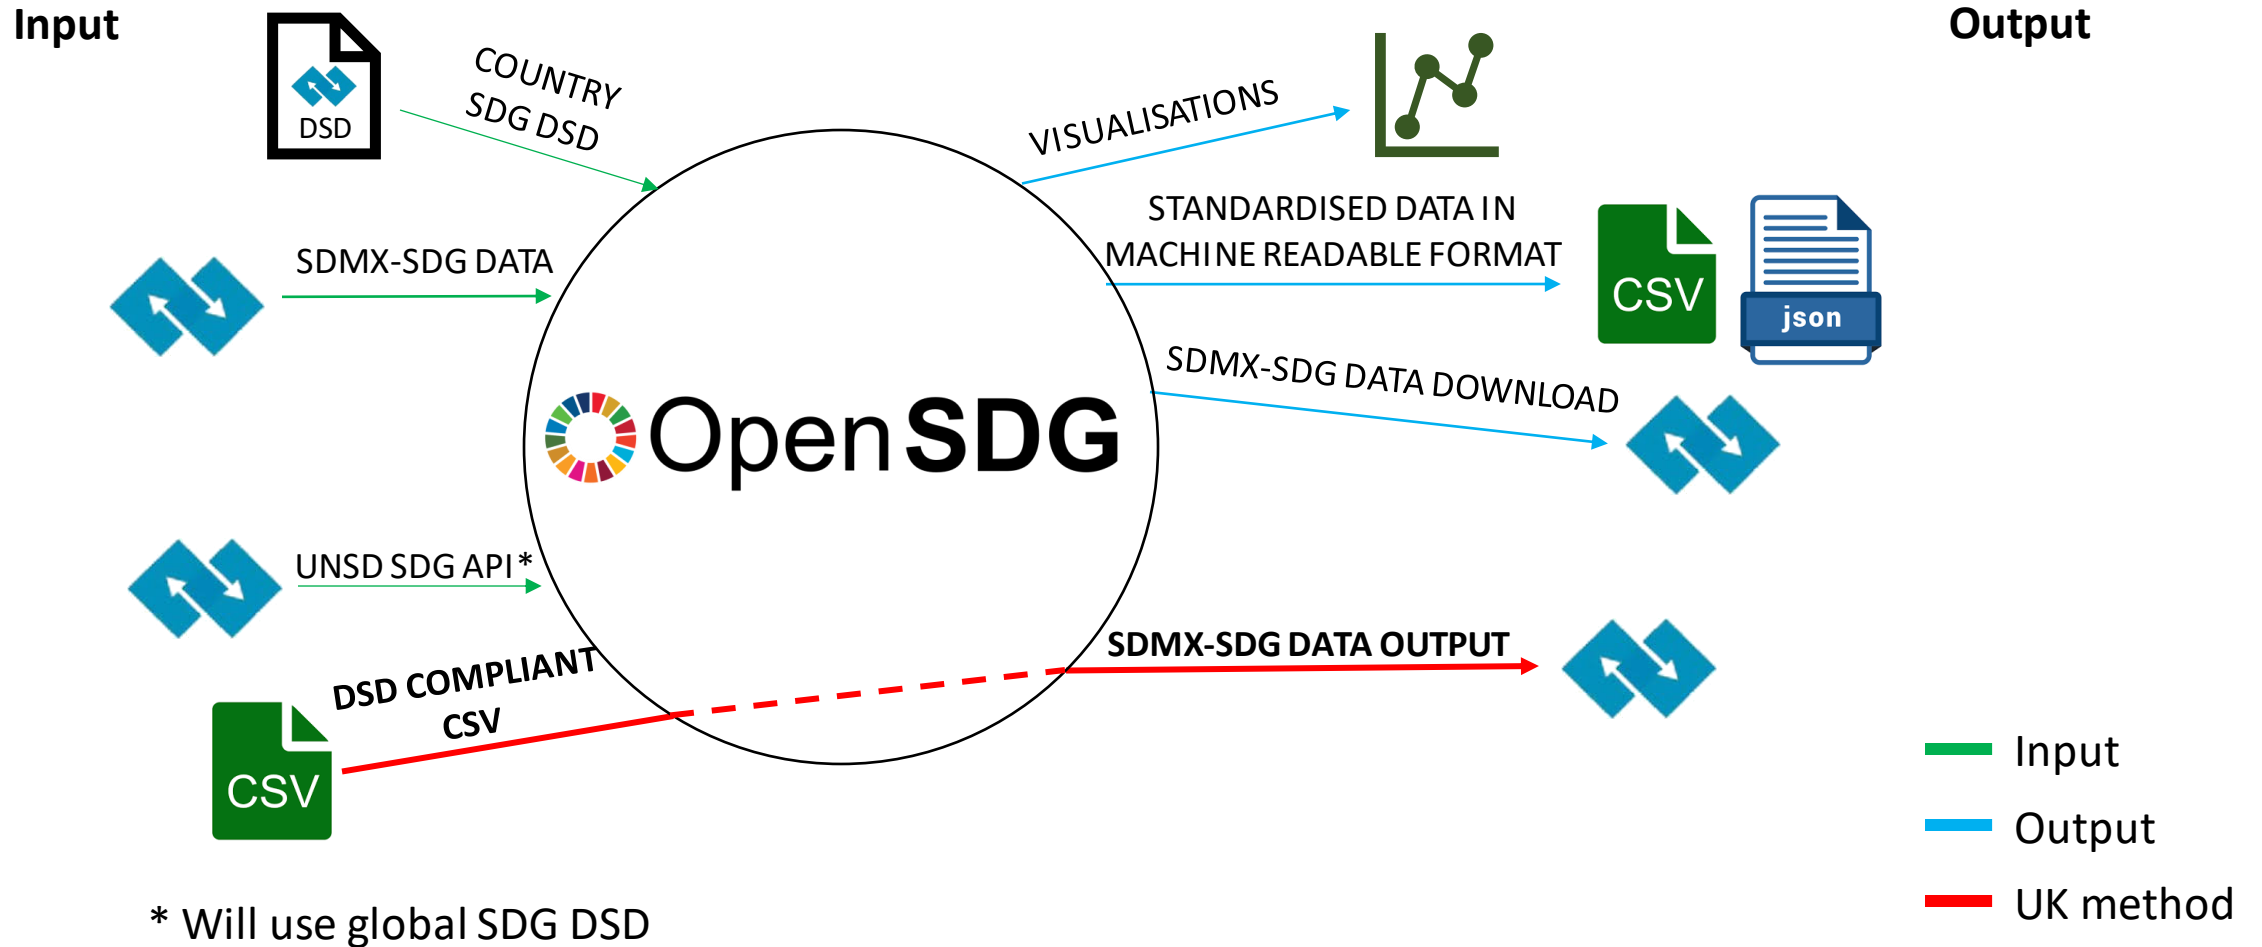 Input
Output
COUNTRY
SDG DSD
DSD
VISUALISATIONS
STANDARDISED DATA IN
MACHINE READABLE FORMAT
SDMX-SDG DATA
CSV
json
SDMX-SDG DATA DOWNLOAD
Open SDG
UNSD SDG API*
SDMX-SDG DATA OUTPUT
DSD COMPLIANT
CSV
CSV
Input
Output
UK method
* Will use global SDG DSD